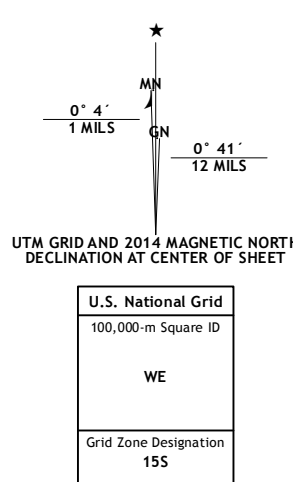 ★
MN
0° 4´
1 MILS
GN
0° 41´
12 MILS
UTM GRID AND 2014 MAGNETIC NORTH
DECLINATION AT CENTER OF SHEET
U.S. National Grid
100,000-m Square ID
WE
Grid Zone Designation
15S